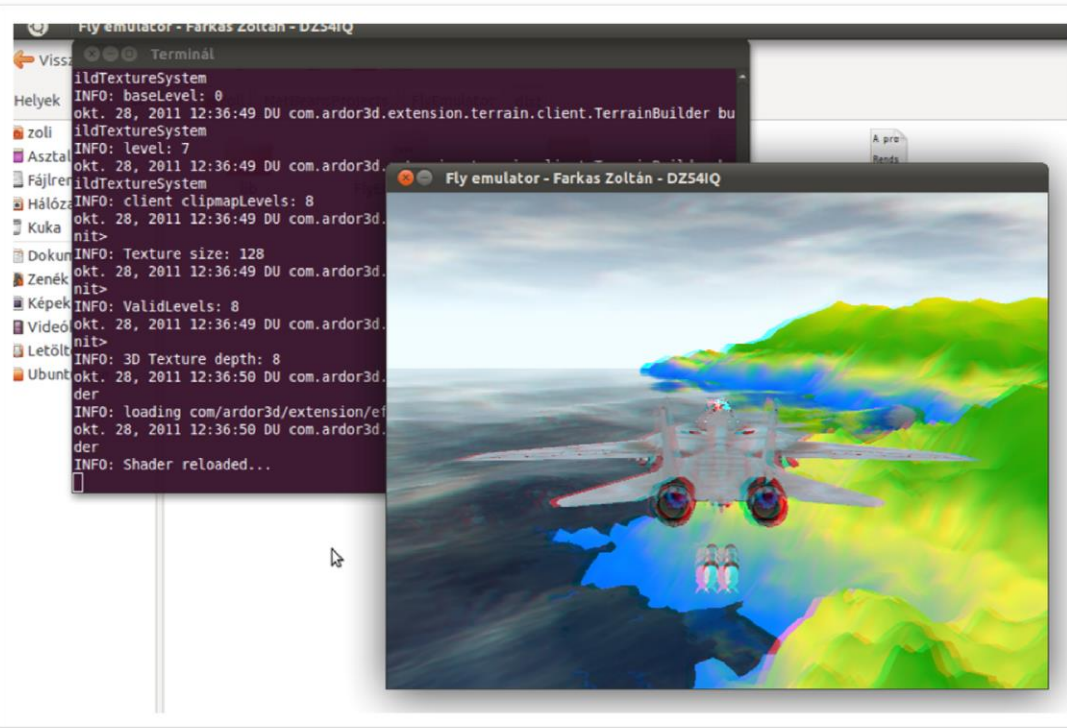 Fly emulator - Farkas Zoltán - DZ54IQ
Terminál
ildTextureSystem
INFO: baseLevel: 0
okt. 28, 2011 12:36:49 DU com.ardor3d.extension.terrain.client.TerrainBuilder bu
ildTextureSystem
INFO: level: 7
okt. 28, 2011 12:36:49 DU com.ardor3d.
ildTextureSystem
INFO: client clipmapLevels: 8
okt. 28, 2011 12:36:49 DU com.ardor3d.
nit>
INFO: Texture size: 128
okt. 28, 2011 12:36:49 DU com.ardor3d.
nit>
INFO: ValidLevels: 8
okt. 28, 2011 12:36:49 DU com.ardor3d.
nit>
INFO: 3D Texture depth: 8
okt. 28, 2011 12:36:50 DU com.ardor3d.
der
INFO: loading com/ardor3d/extension/ef
okt. 28, 2011 12:36:50 DU com.ardor3d.
der
INFO: Shader reloaded...
Vissz
Helyek
zoli
Asztal
Fájlren
Hálóza
Kuka
Dokum
Zenék
Képek
Videó
Letölt
Ubunt
A pro
Rends
Fly emulator - Farkas Zoltán - DZ54IQ